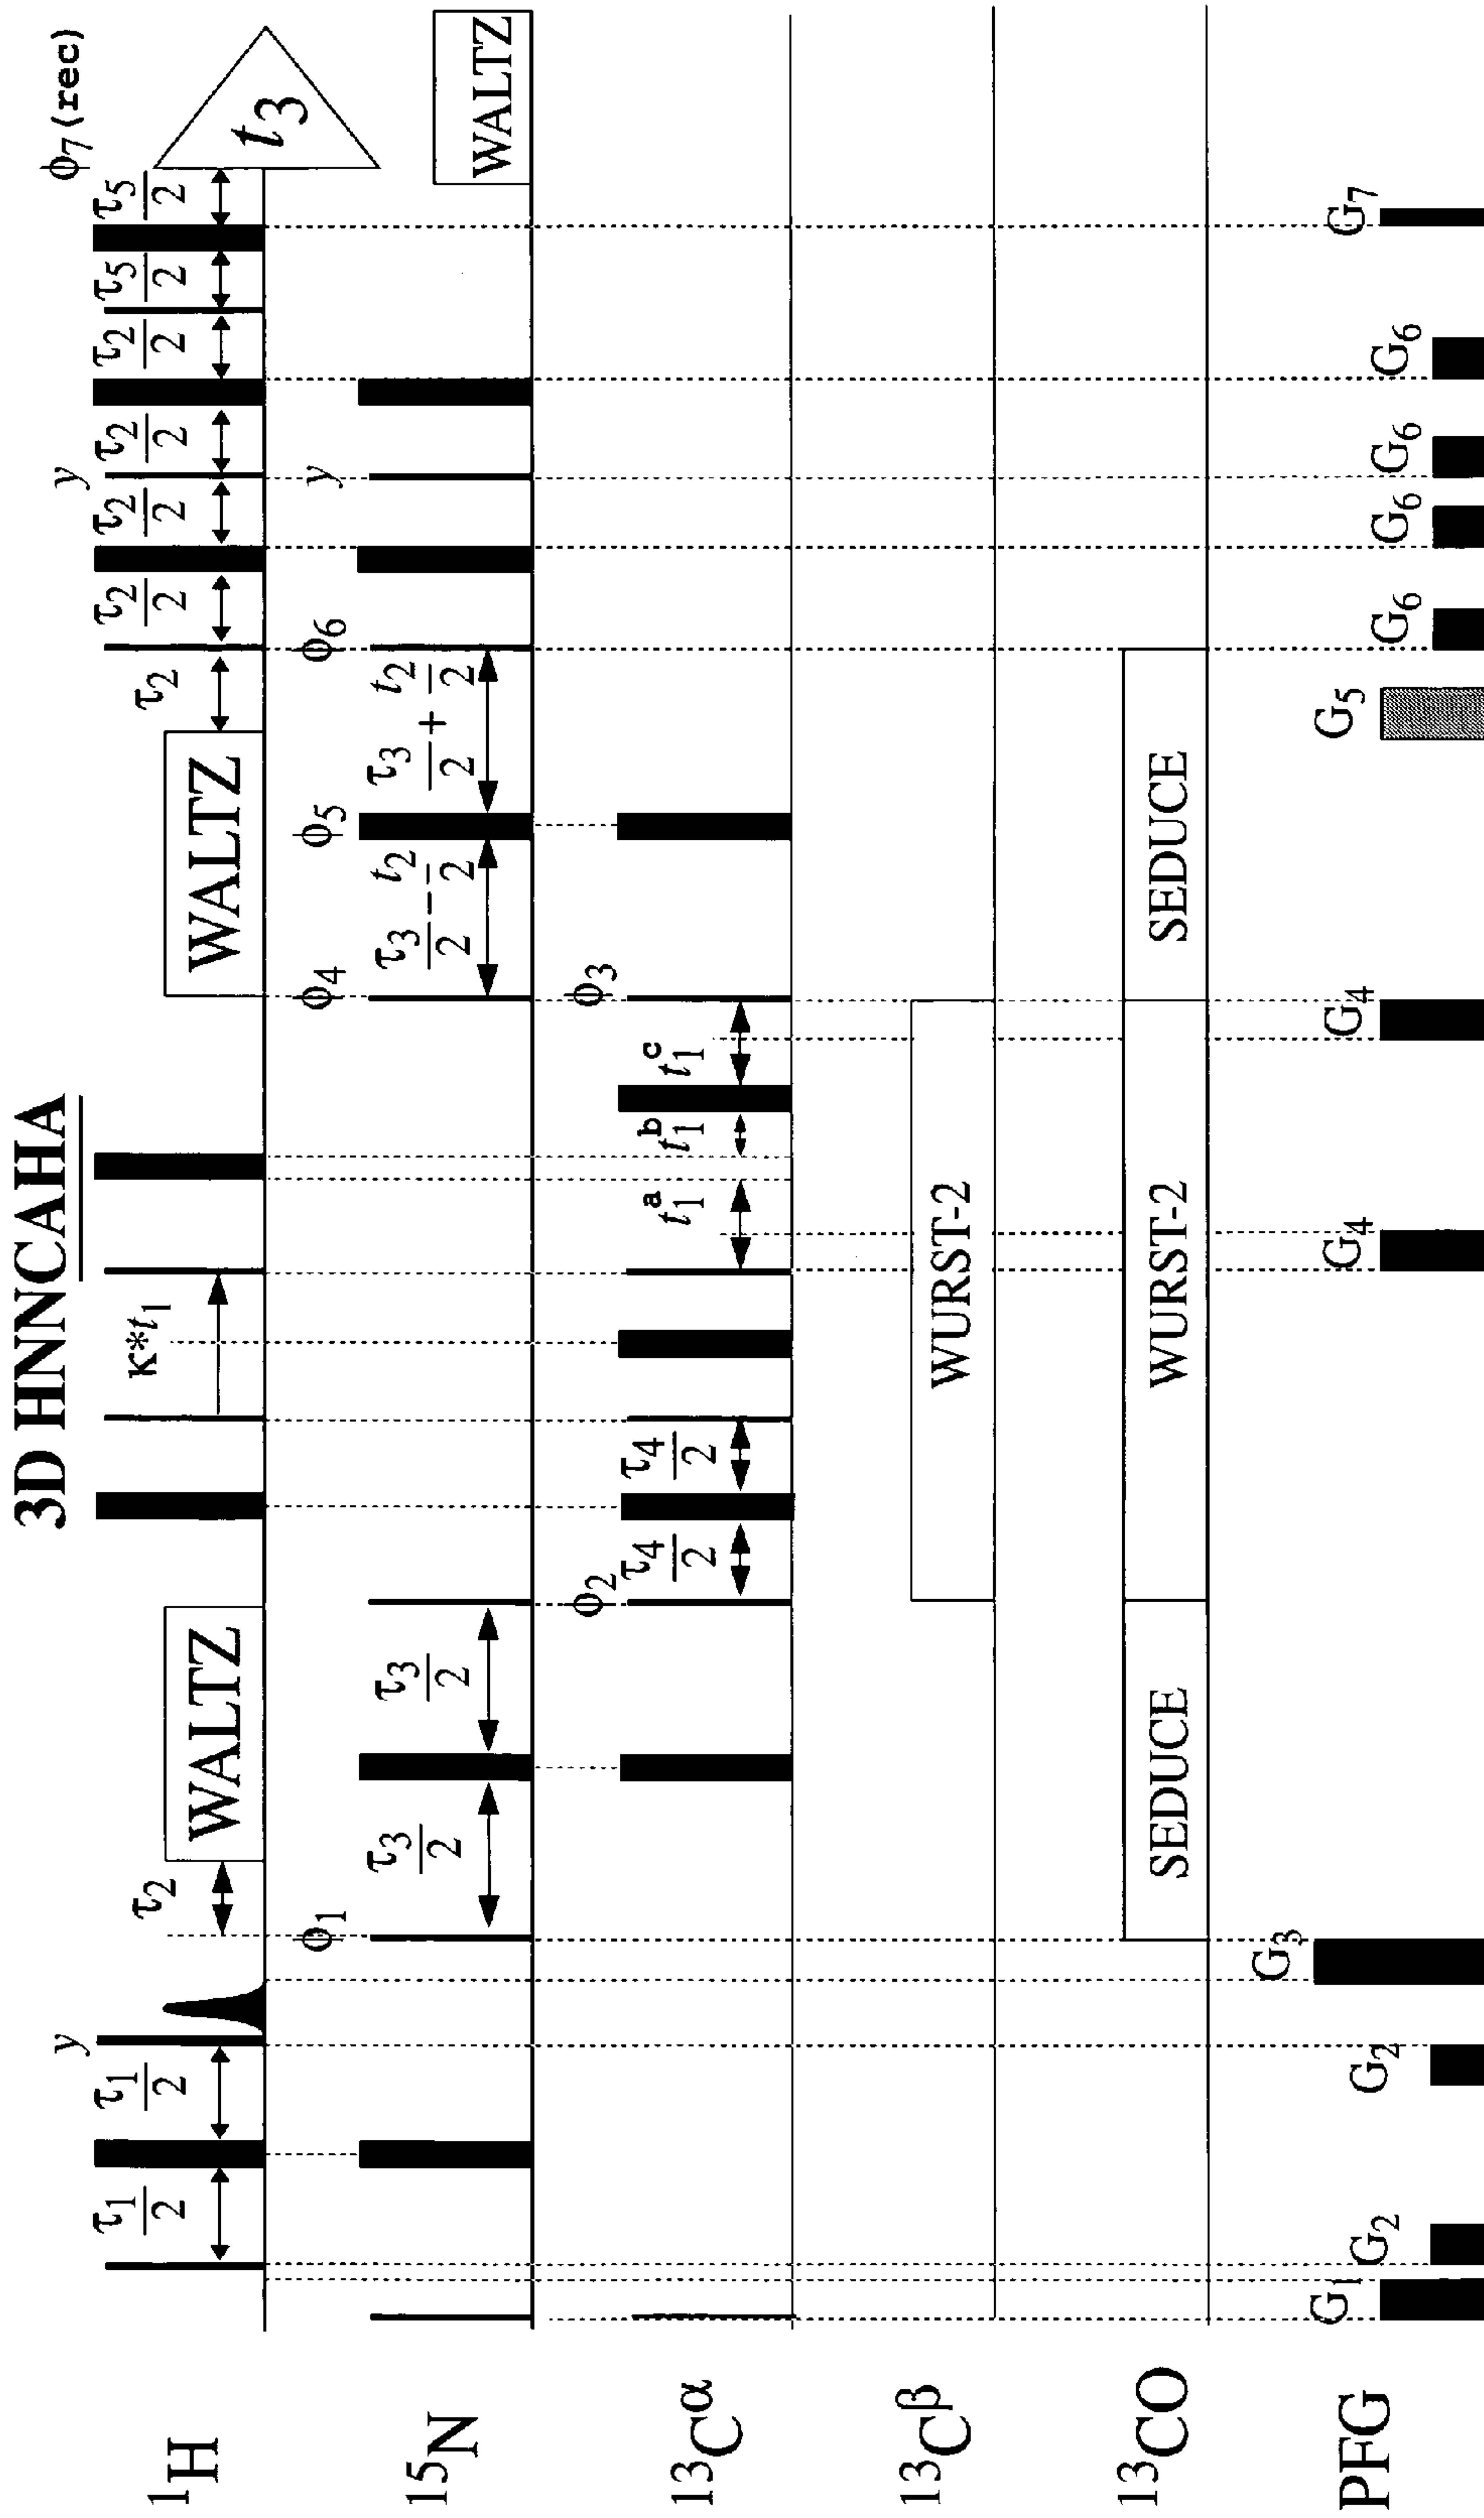 3D HNNCAHA
¹H
τ₁/2
τ₁/2
y
τ₂
WALTZ
κ*t₁
WALTZ
τ₂
τ₂/2
τ₂/2
y
τ₂/2
τ₂/2
τ₅/2
τ₅/2
ϕ₇(rec)
t₃
¹⁵N
ϕ₁
τ₃/2
τ₃/2
ϕ₄
τ₃/2 − t₂/2
ϕ₅
τ₃/2 + t₂/2
ϕ₆
y
WALTZ
¹³Cᵅ
ϕ₂
τ₄/2
τ₄/2
t₁ᵃ
t₁ᵇ
t₁ᶜ
ϕ₃
¹³Cᵝ
WURST-2
¹³CO
SEDUCE
WURST-2
SEDUCE
PFG
G₁
G₂
G₂
G₃
G₄
G₄
G₅
G₆
G₆
G₆
G₆
G₇